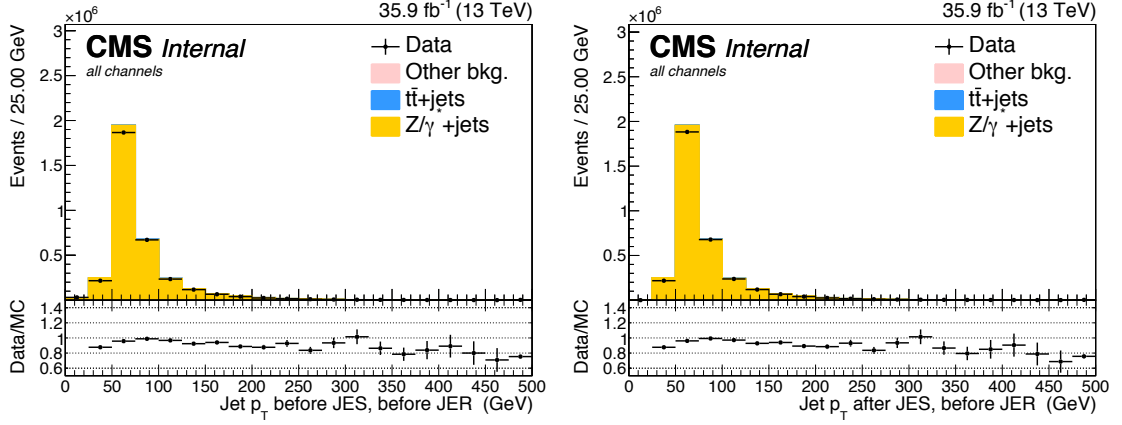 ×10⁶ 35.9 fb⁻¹ (13 TeV)
Events / 25.00 GeV
3
2.5
2
1.5
1
0.5
CMS Internal
all channels
Data
Other bkg.
tt̄+jets
Z/γ*+jets
Data/MC
1.4
1.2
1
0.8
0.6
0 50 100 150 200 250 300 350 400 450 500
Jet p_T before JES, before JER (GeV)
×10⁶ 35.9 fb⁻¹ (13 TeV)
Events / 25.00 GeV
3
2.5
2
1.5
1
0.5
CMS Internal
all channels
Data
Other bkg.
tt̄+jets
Z/γ*+jets
Data/MC
1.4
1.2
1
0.8
0.6
0 50 100 150 200 250 300 350 400 450 500
Jet p_T after JES, before JER (GeV)